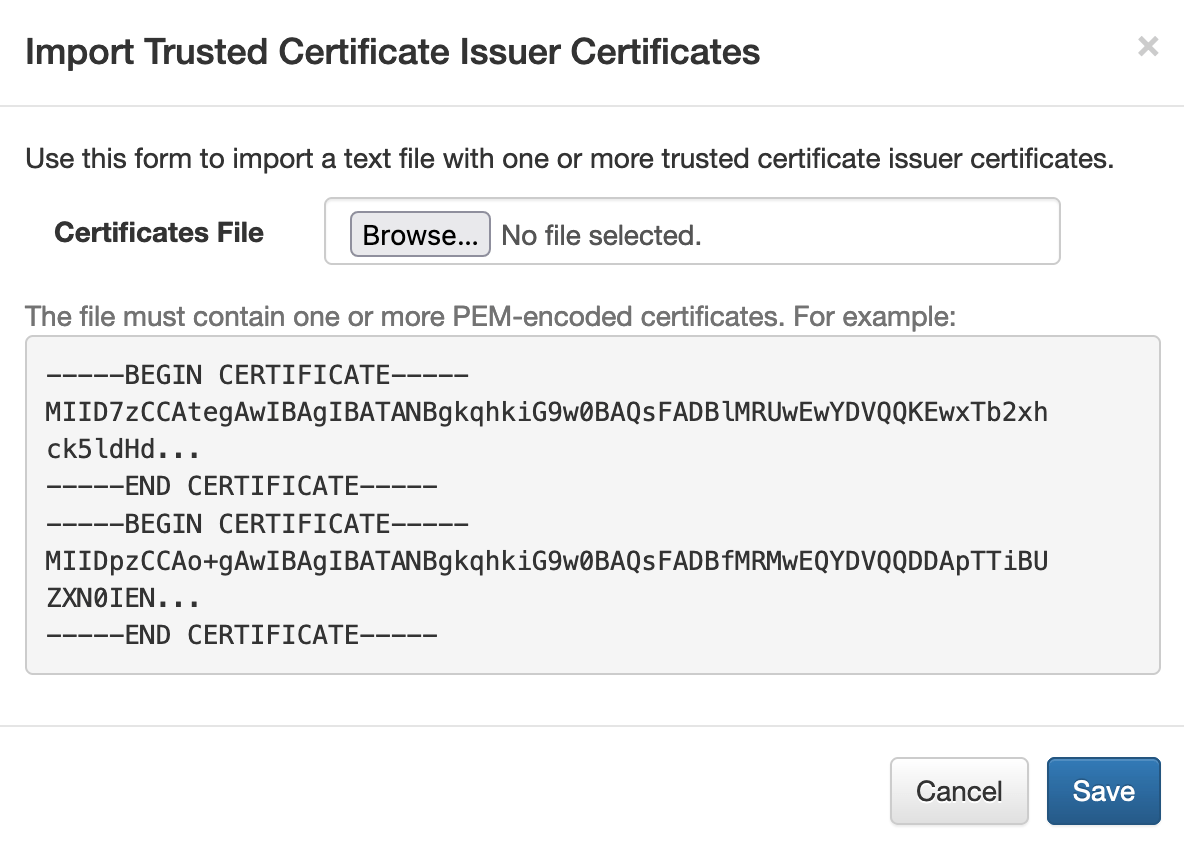 Import Trusted Certificate Issuer Certificates
×
Use this form to import a text file with one or more trusted certificate issuer certificates.
Certificates File
Browse... No file selected.
The file must contain one or more PEM-encoded certificates. For example:
-----BEGIN CERTIFICATE-----
MIID7zCCAtegAwIBAgIBATANBgkqhkiG9w0BAQsFADBlMRUwEwYDVQQKEwxTb2xh
ck5ldHd...
-----END CERTIFICATE-----
-----BEGIN CERTIFICATE-----
MIIDpzCCAo+gAwIBAgIBATANBgkqhkiG9w0BAQsFADBfMRMwEQYDVQQDDApTTiBU
ZXN0IEN...
-----END CERTIFICATE-----
Cancel Save